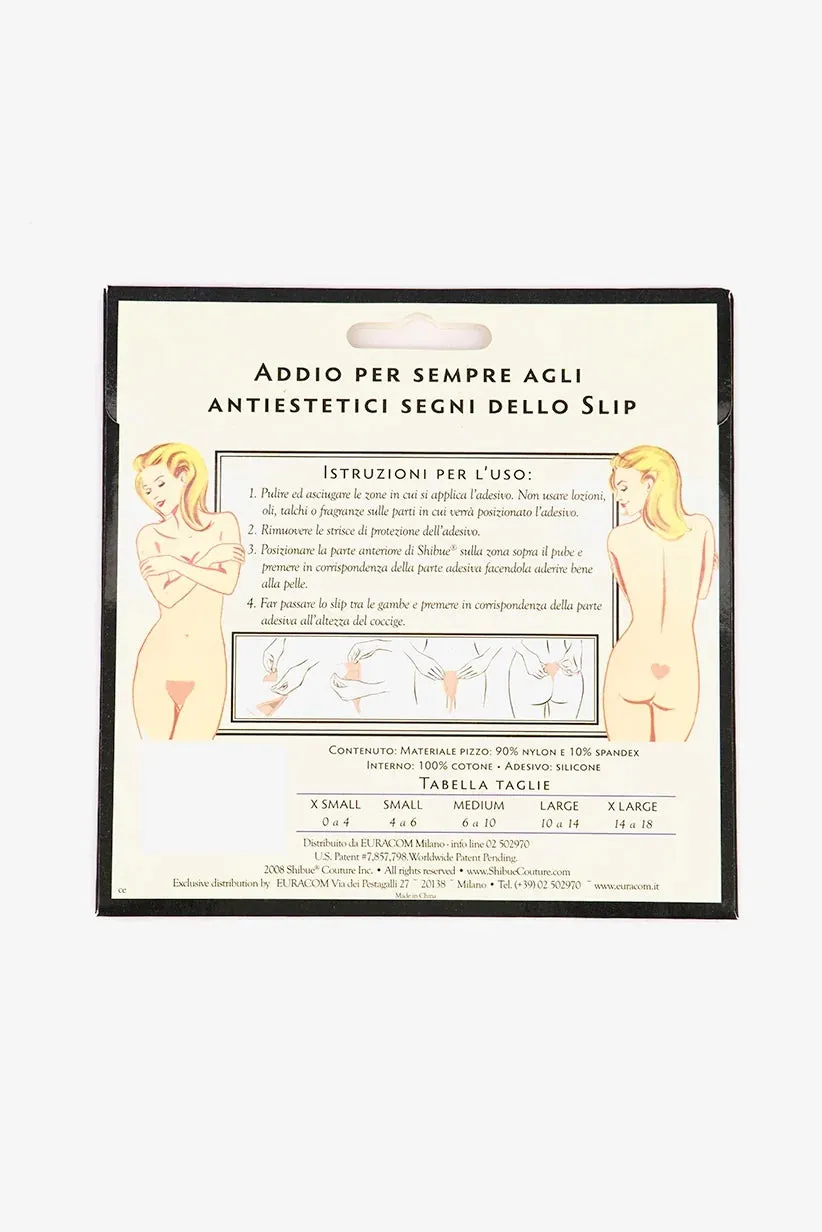 Addio per sempre agli
antiestetici segni dello Slip
Istruzioni per l'uso:
1. Pulire ed asciugare le zone in cui si applica l'adesivo. Non usare lozioni,
oli, talchi o fragranze sulle parti in cui verrà posizionato l'adesivo.
2. Rimuovere le strisce di protezione dell'adesivo.
3. Posizionare la parte anteriore di Shibue® sulla zona sopra il pube e
premere in corrispondenza della parte adesiva facendola aderire bene
alla pelle.
4. Far passare lo slip tra le gambe e premere in corrispondenza della parte
adesiva all'altezza del coccige.
Contenuto: Materiale pizzo: 90% nylon e 10% spandex
Interno: 100% cotone • Adesivo: silicone
Tabella taglie
X SMALL SMALL MEDIUM LARGE X LARGE
0 a 4 4 a 6 6 a 10 10 a 14 14 a 18
Distribuito da EURACOM Milano - info line 02 502970
U.S. Patent #7,857,798. Worldwide Patent Pending.
2008 Shibue® Couture Inc. • All rights reserved • www.ShibueCouture.com
Exclusive distribution by EURACOM Via dei Pestagalli 27 ~ 20138 ~ Milano • Tel. (+39) 02 502970 ~ www.euracom.it
Made in China
ce